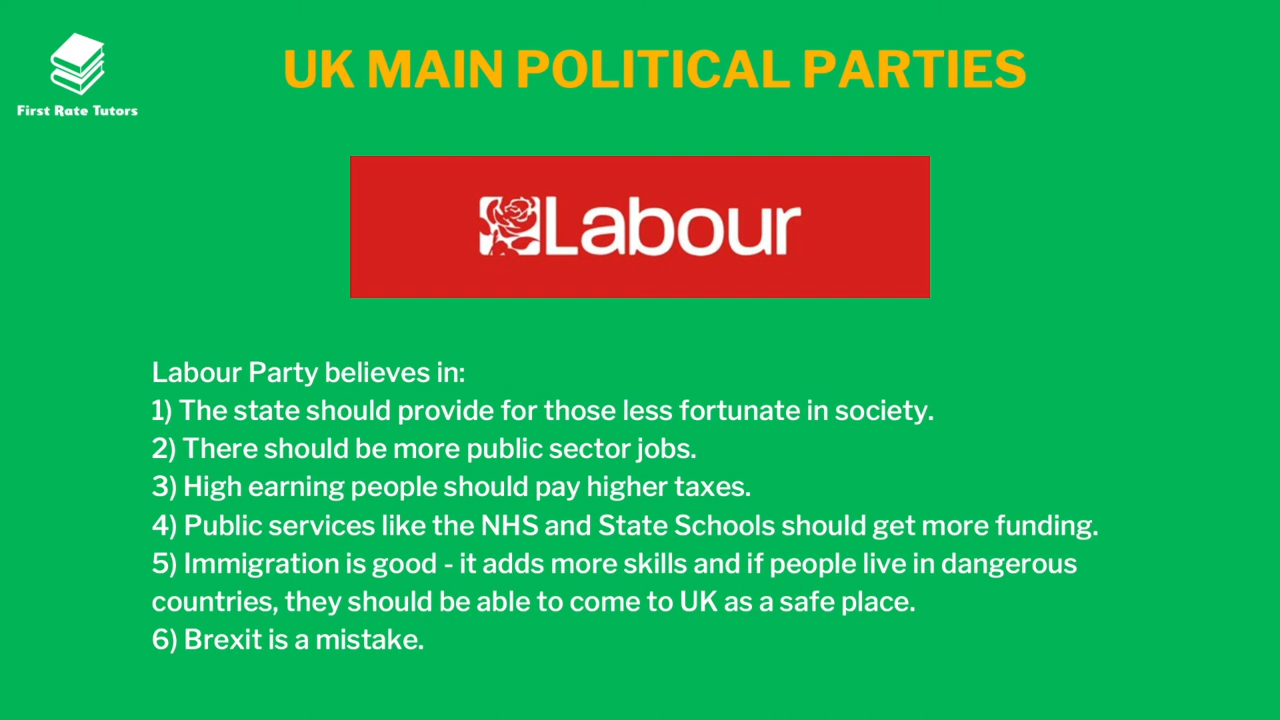 UK MAIN POLITICAL PARTIES
First Rate Tutors
Labour
Labour Party believes in:
1) The state should provide for those less fortunate in society.
2) There should be more public sector jobs.
3) High earning people should pay higher taxes.
4) Public services like the NHS and State Schools should get more funding.
5) Immigration is good - it adds more skills and if people live in dangerous
countries, they should be able to come to UK as a safe place.
6) Brexit is a mistake.